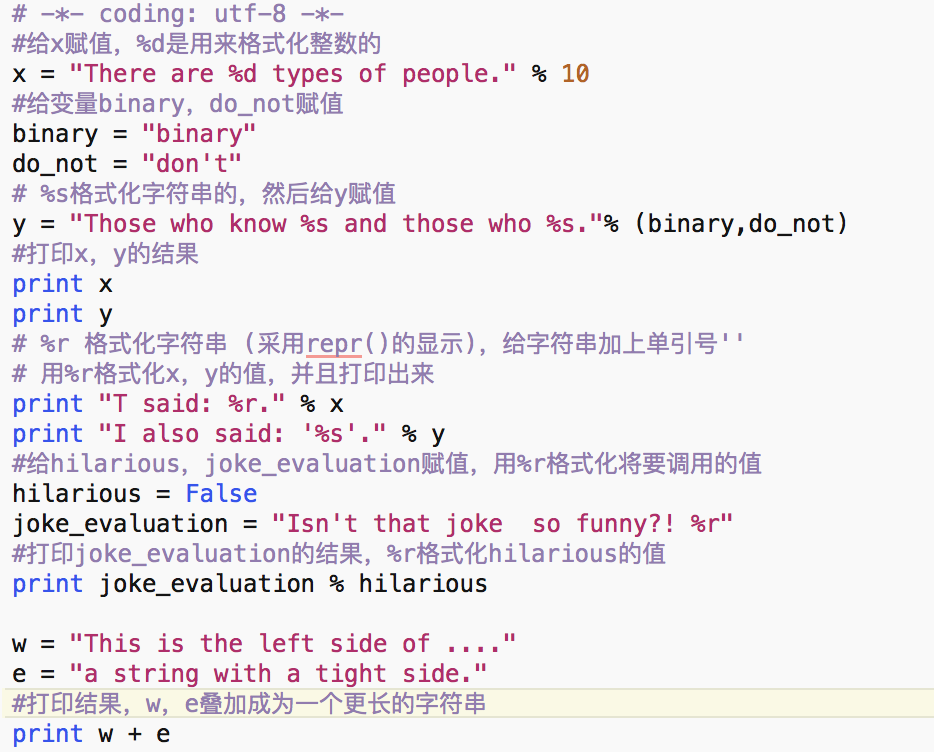 # -*- coding: utf-8 -*-
#给x赋值，%d是用来格式化整数的
x = "There are %d types of people." % 10
#给变量binary，do_not赋值
binary = "binary"
do_not = "don't"
# %s格式化字符串的，然后给y赋值
y = "Those who know %s and those who %s."% (binary,do_not)
#打印x，y的结果
print x
print y
# %r 格式化字符串（采用repr()的显示），给字符串加上单引号''
# 用%r格式化x，y的值，并且打印出来
print "T said: %r." % x
print "I also said: '%s'." % y
#给hilarious，joke_evaluation赋值，用%r格式化将要调用的值
hilarious = False
joke_evaluation = "Isn't that joke  so funny?! %r"
#打印joke_evaluation的结果，%r格式化hilarious的值
print joke_evaluation % hilarious
w = "This is the left side of ...."
e = "a string with a tight side."
#打印结果，w，e叠加成为一个更长的字符串
print w + e